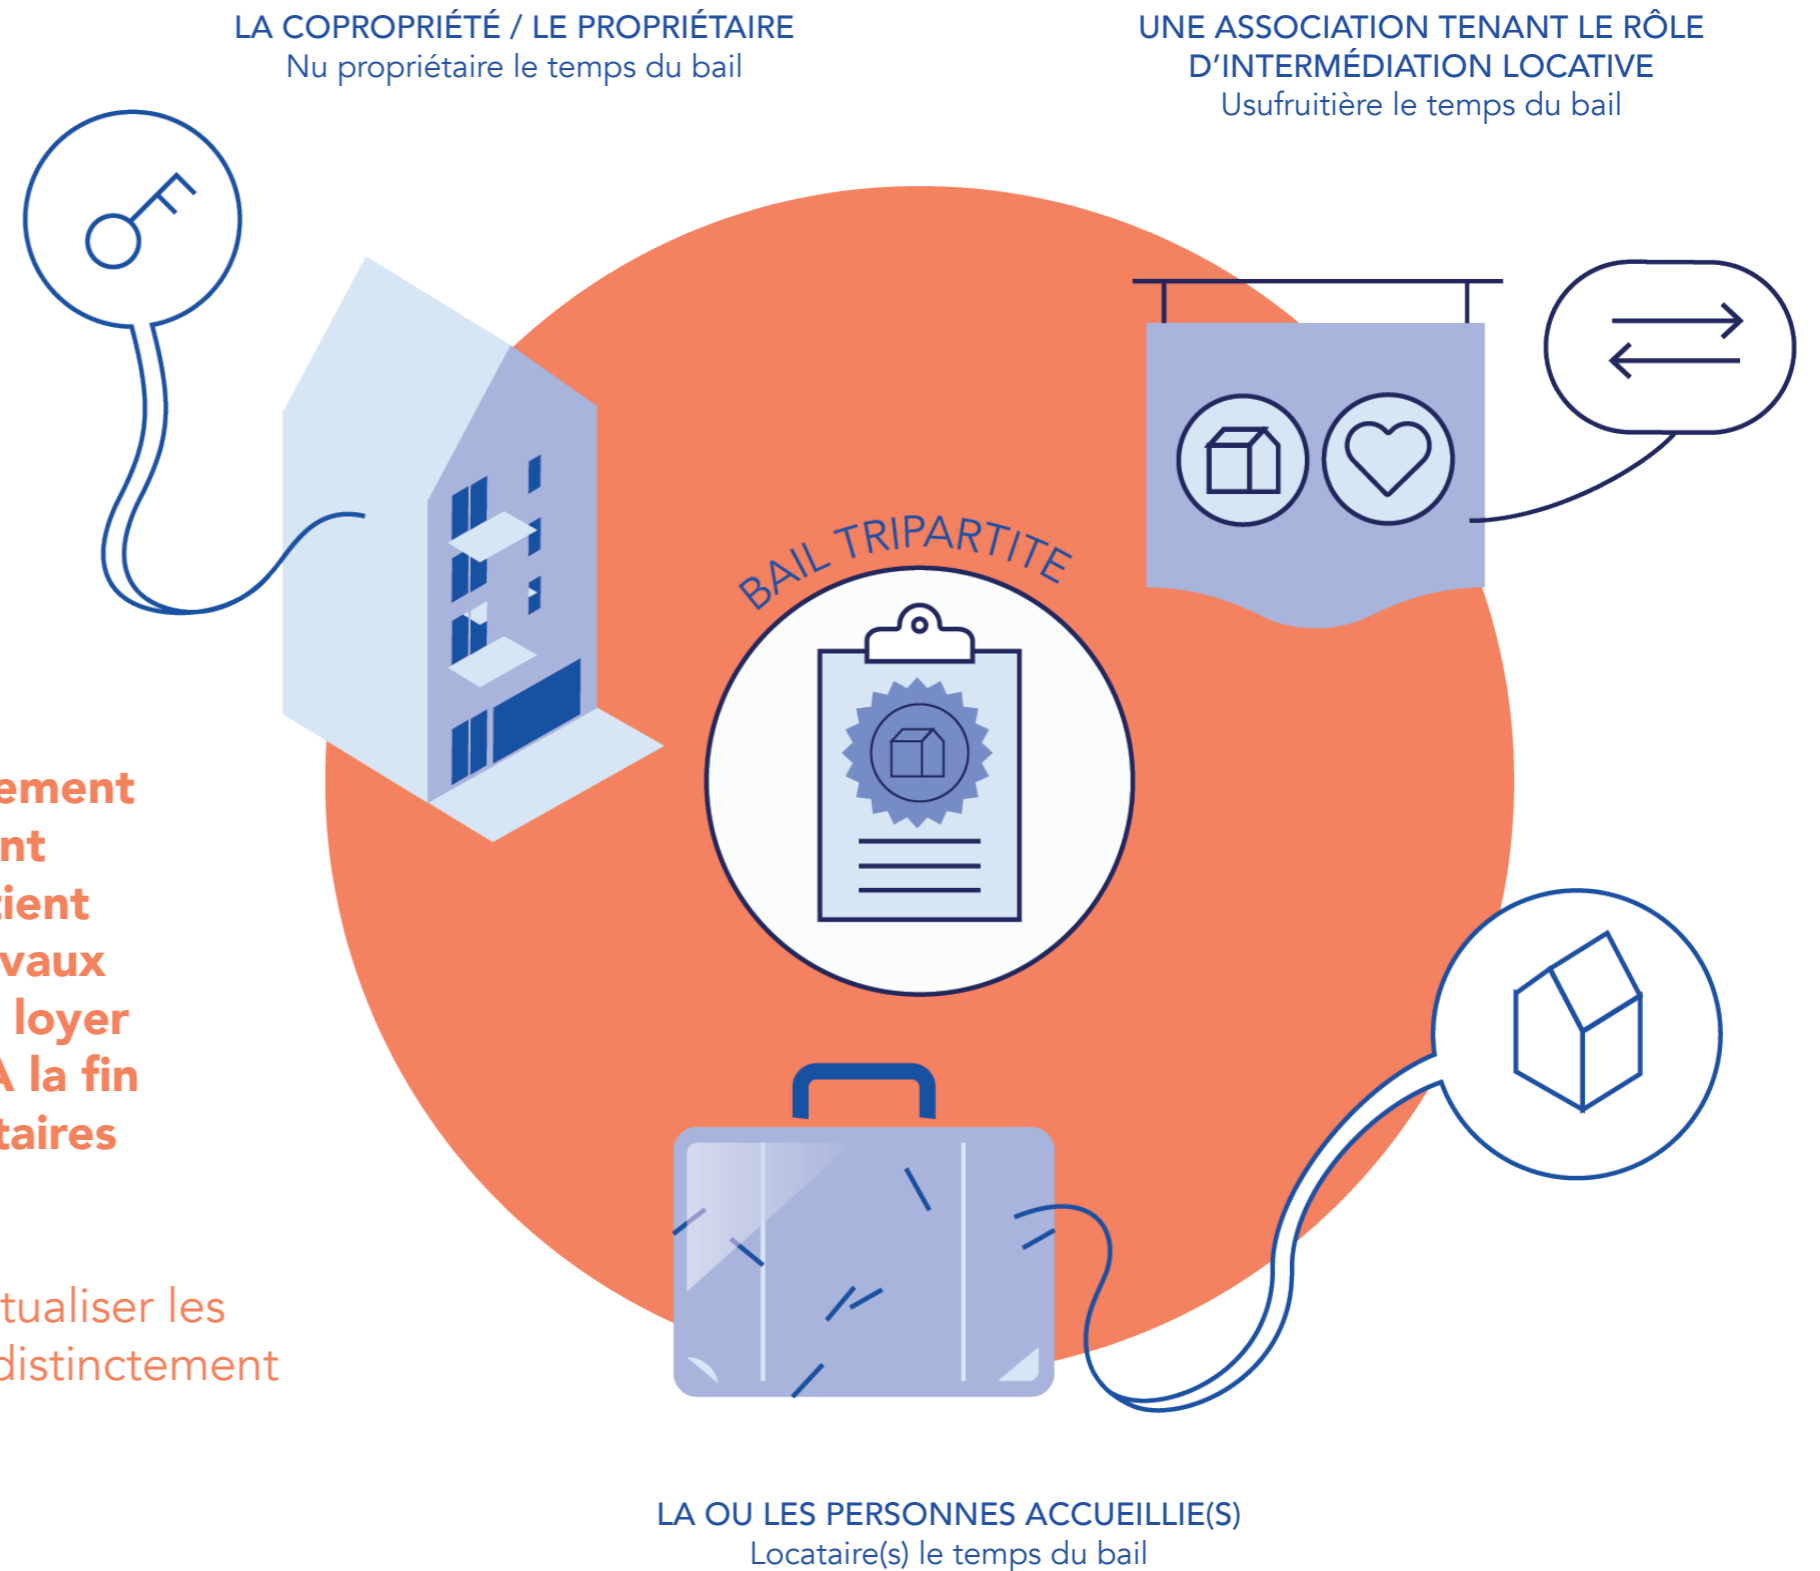 LA COPROPRIÉTÉ / LE PROPRIÉTAIRE
Nu propriétaire le temps du bail
UNE ASSOCIATION TENANT LE RÔLE
D'INTERMÉDIATION LOCATIVE
Usufruitière le temps du bail
BAIL TRIPARTITE
ement
nt
tient
vaux
loyer
A la fin
taires
tualiser les
distinctement
LA OU LES PERSONNES ACCUEILLIE(S)
Locataire(s) le temps du bail